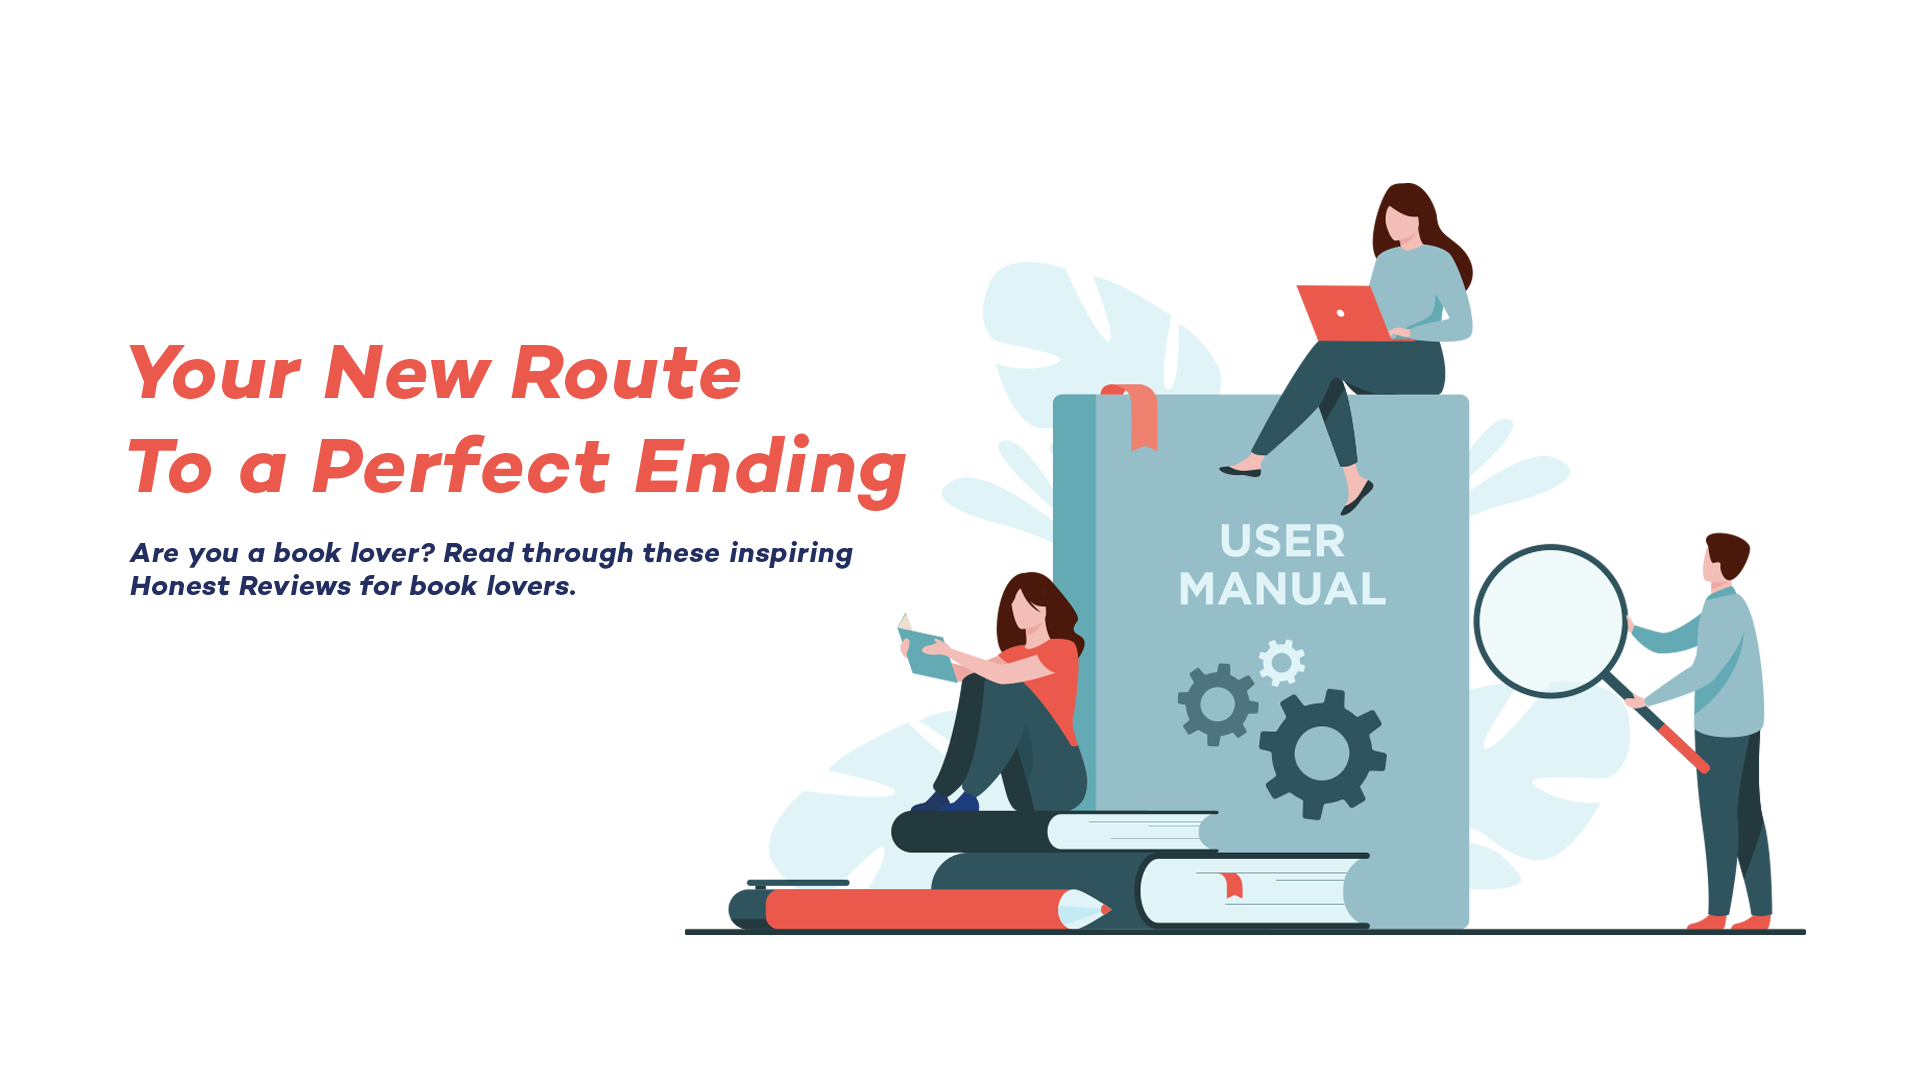 Your New Route
To a Perfect Ending
Are you a book lover? Read through these inspiring
Honest Reviews for book lovers.
USER
MANUAL